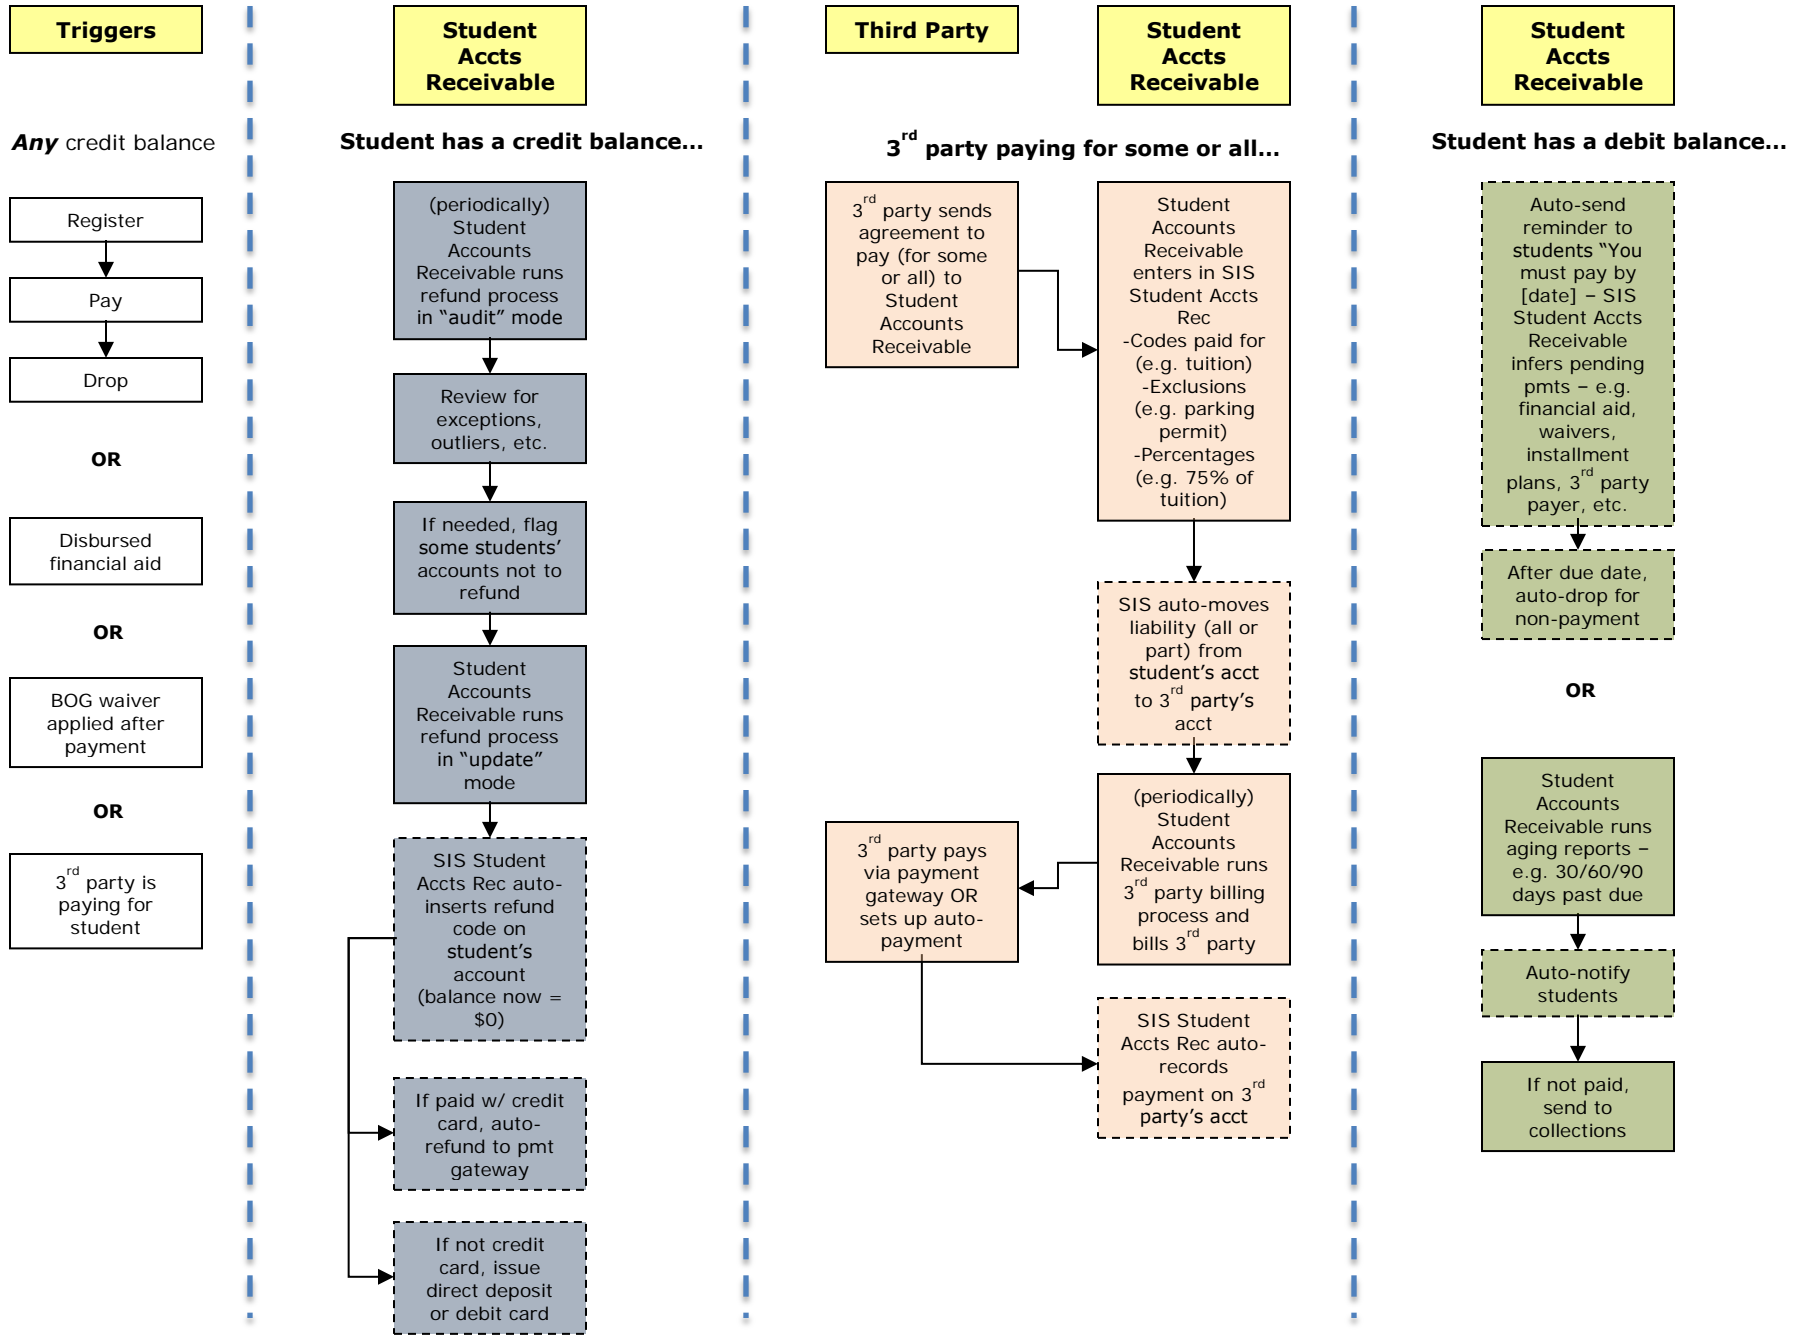 Triggers
Any credit balance
Register
Pay
Drop
OR
Disbursed
financial aid
OR
BOG waiver
applied after
payment
OR
3rd party is
paying for
student
Student
Accts
Receivable
Student has a credit balance...
(periodically)
Student
Accounts
Receivable runs
refund process
in “audit” mode
Review for
exceptions,
outliers, etc.
If needed, flag
some students’
accounts not to
refund
Student
Accounts
Receivable runs
refund process
in “update”
mode
SIS Student
Accts Rec auto-
inserts refund
code on
student’s
account
(balance now =
$0)
If paid w/ credit
card, auto-
refund to pmt
gateway
If not credit
card, issue
direct deposit
or debit card
Third Party
Student
Accts
Receivable
3rd party paying for some or all...
3rd party sends
agreement to
pay (for some
or all) to
Student
Accounts
Receivable
Student
Accounts
Receivable
enters in SIS
Student Accts
Rec
-Codes paid for
(e.g. tuition)
-Exclusions
(e.g. parking
permit)
-Percentages
(e.g. 75% of
tuition)
SIS auto-moves
liability (all or
part) from
student’s acct
to 3rd party’s
acct
(periodically)
Student
Accounts
Receivable runs
3rd party billing
process and
bills 3rd party
3rd party pays
via payment
gateway OR
sets up auto-
payment
SIS Student
Accts Rec auto-
records
payment on 3rd
party’s acct
Student
Accts
Receivable
Student has a debit balance...
Auto-send
reminder to
students “You
must pay by
[date] – SIS
Student Accts
Receivable
infers pending
pmts – e.g.
financial aid,
waivers,
installment
plans, 3rd party
payer, etc.
After due date,
auto-drop for
non-payment
OR
Student
Accounts
Receivable runs
aging reports –
e.g. 30/60/90
days past due
Auto-notify
students
If not paid,
send to
collections